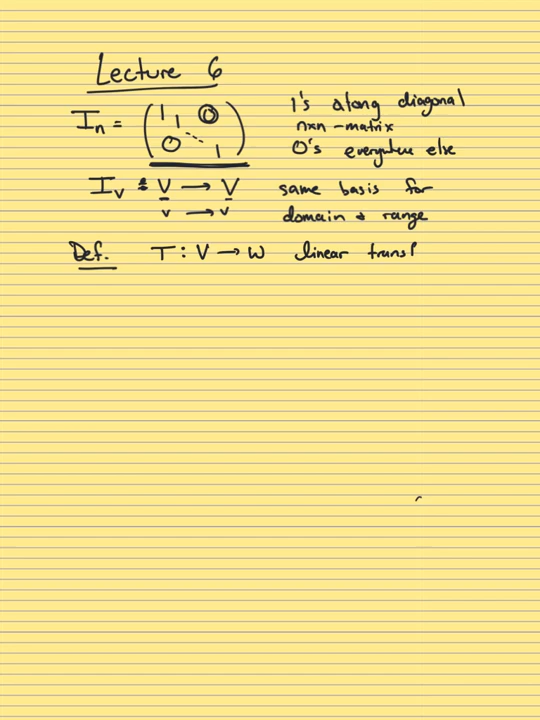 Lecture 6
Iₙ = ( 1 1 0 0 ⋱ 1 ) 1's along diagonal
n×n -matrix
0's everywhere else
I_V : V → V same basis for
v → v domain & range
Def. T : V → W linear transf